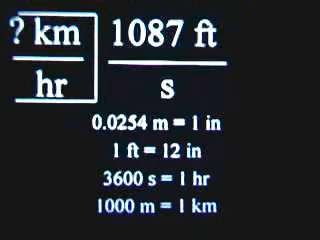 ? km 1087 ft
hr s
0.0254 m = 1 in
1 ft = 12 in
3600 s = 1 hr
1000 m = 1 km